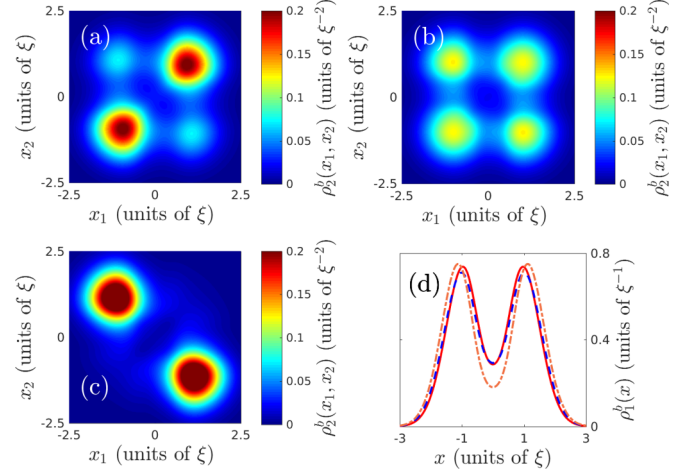 (a)
2.5
0
-2.5
x₂ (units of ξ)
-2.5
0
2.5
x₁ (units of ξ)
0.2
0.15
0.1
0.05
0
ρ₂ᵇ(x₁, x₂) (units of ξ⁻²)
(b)
2.5
0
-2.5
x₂ (units of ξ)
-2.5
0
2.5
x₁ (units of ξ)
0.2
0.15
0.1
0.05
0
ρ₂ᵇ(x₁, x₂) (units of ξ⁻²)
(c)
2.5
0
-2.5
x₂ (units of ξ)
-2.5
0
2.5
x₁ (units of ξ)
0.2
0.15
0.1
0.05
0
ρ₂ᵇ(x₁, x₂) (units of ξ⁻²)
(d)
0.8
0.4
0
ρ₁ᵇ(x) (units of ξ⁻¹)
-3
-1
1
3
x (units of ξ)